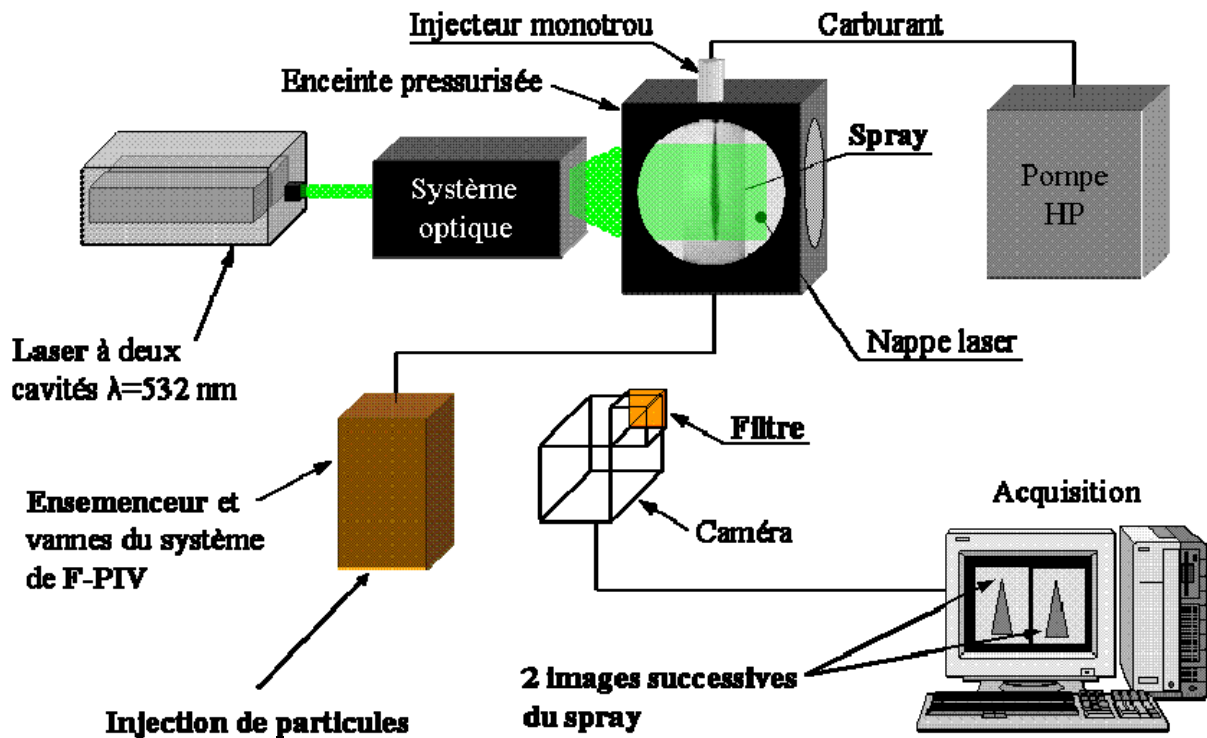 Injecteur monotrou
Carburant
Enceinte pressurisée
Spray
Système
optique
Pompe
HP
Laser à deux
cavités λ=532 nm
Nappe laser
Filtre
Ensemenceur et
vannes du système
de F-PIV
Caméra
Acquisition
2 images successives
du spray
Injection de particules